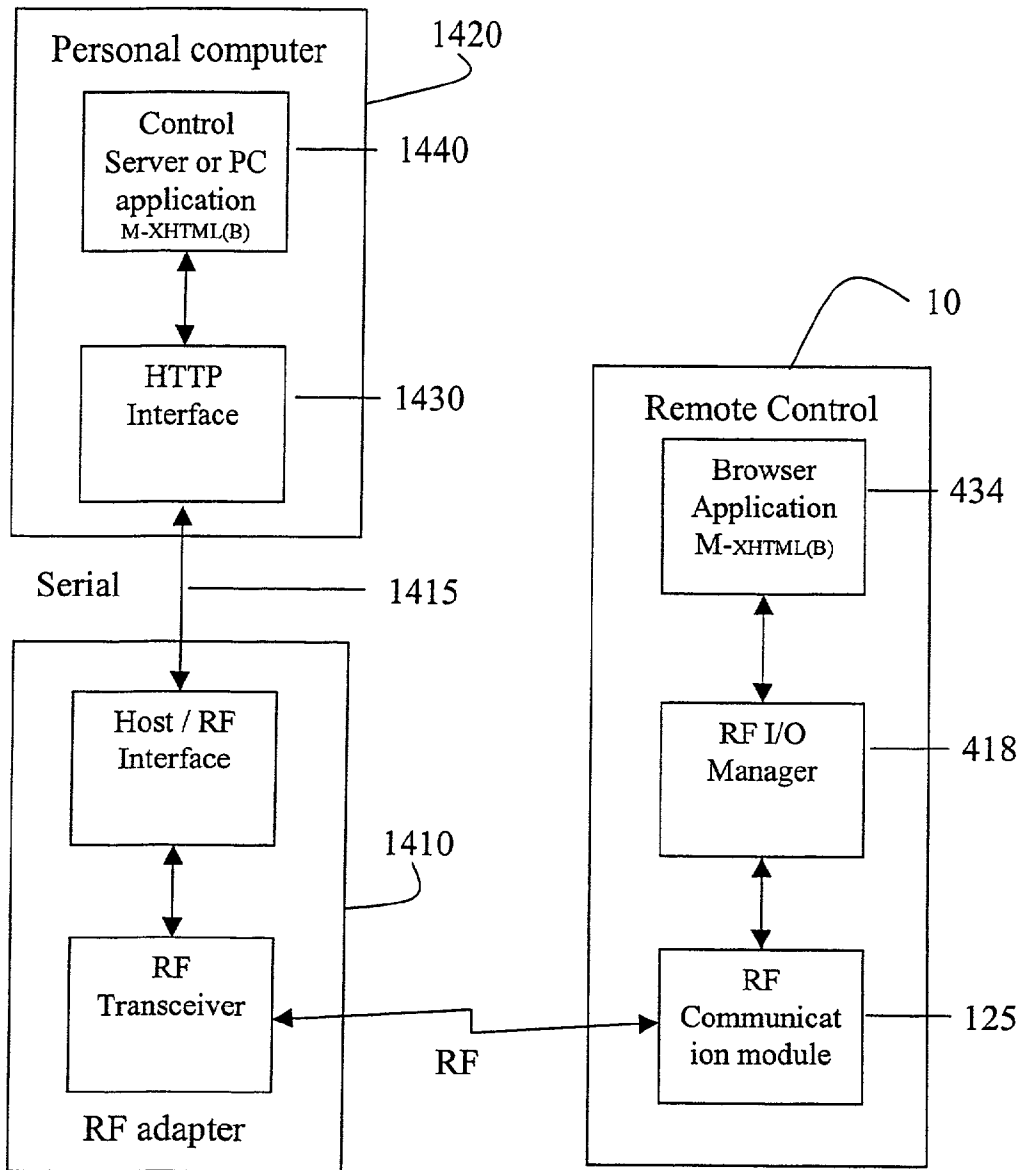 Personal computer
1420
Control
Server or PC
application
M-XHTML(B)
1440
HTTP
Interface
1430
Serial
1415
Host / RF
Interface
1410
RF
Transceiver
RF adapter
RF
10
Remote Control
Browser
Application
M-XHTML(B)
434
RF I/O
Manager
418
RF
Communicat
ion module
125